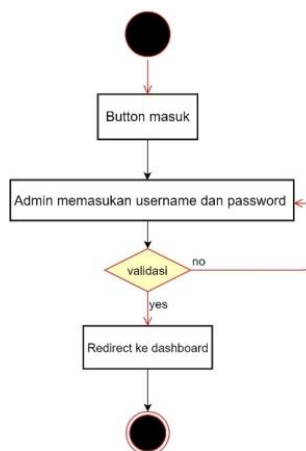 Button masuk
Admin memasukan username dan password
validasi
no
yes
Redirect ke dashboard